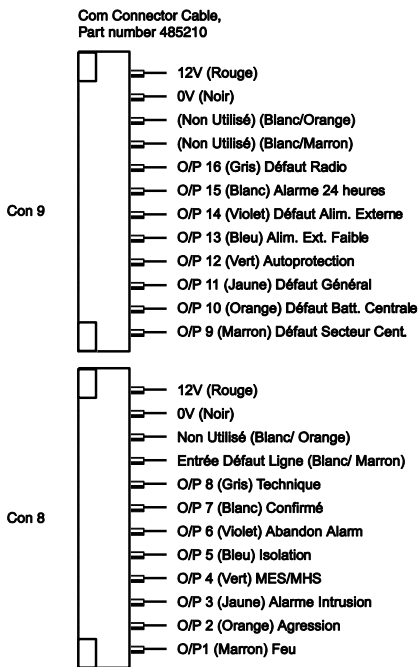 Com Connector Cable,
Part number 485210
12V (Rouge)
0V (Noir)
(Non Utilisé) (Blanc/Orange)
(Non Utilisé) (Blanc/Marron)
O/P 16 (Gris) Défaut Radio
O/P 15 (Blanc) Alarme 24 heures
Con 9
O/P 14 (Violet) Défaut Alim. Externe
O/P 13 (Bleu) Alim. Ext. Faible
O/P 12 (Vert) Autoprotection
O/P 11 (Jaune) Défaut Général
O/P 10 (Orange) Défaut Batt. Centrale
O/P 9 (Marron) Défaut Secteur Cent.
12V (Rouge)
0V (Noir)
Non Utilisé (Blanc/ Orange)
Entrée Défaut Ligne (Blanc/ Marron)
O/P 8 (Gris) Technique
O/P 7 (Blanc) Confirmé
Con 8
O/P 6 (Violet) Abandon Alarm
O/P 5 (Bleu) Isolation
O/P 4 (Vert) MES/MHS
O/P 3 (Jaune) Alarme Intrusion
O/P 2 (Orange) Agression
O/P1 (Marron) Feu